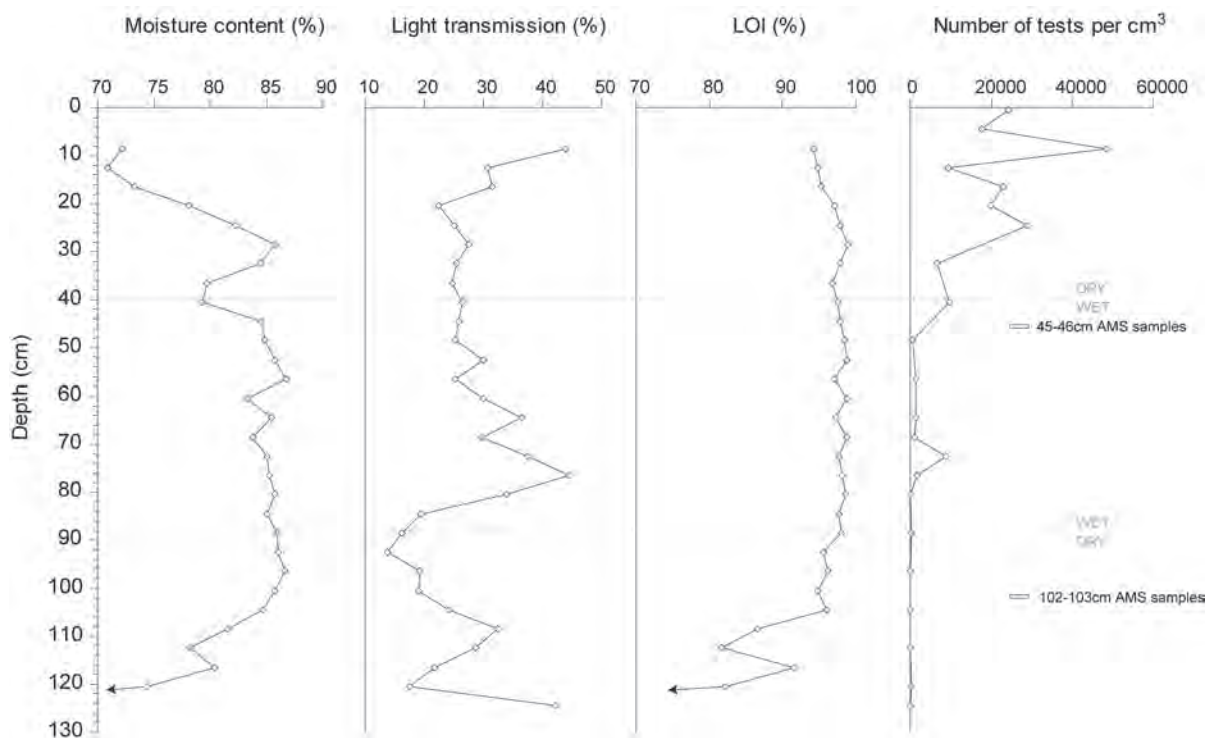 Moisture content (%) Light transmission (%) LOI (%) Number of tests per cm³
70 75 80 85 90 10 20 30 40 50 70 80 90 100 0 200000 400000 60000
Depth (cm)
0
10
20
30
40
50
60
70
80
90
100
110
120
130
DRY
WET
45-46cm AMS samples
WET
DRY
102-103cm AMS samples